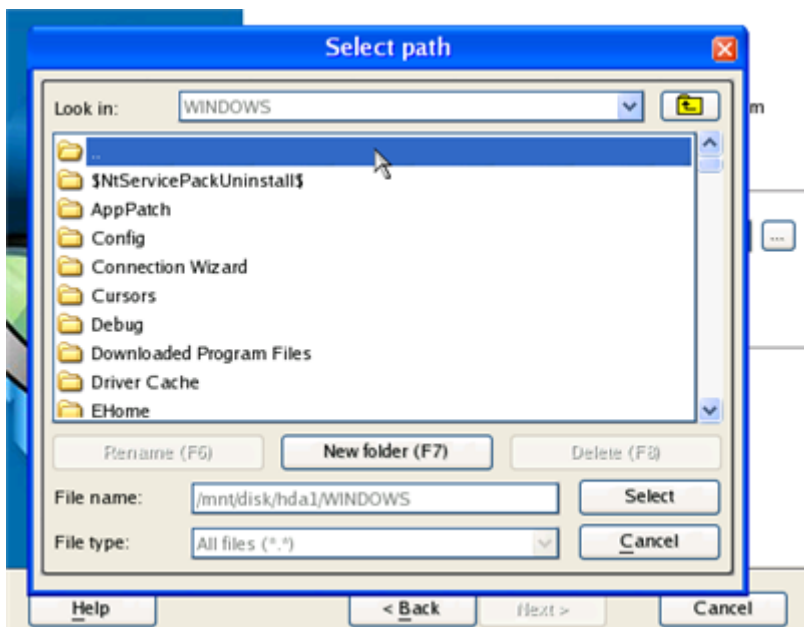 Select path
m
Look in: WINDOWS
..
$NtServicePackUninstall$
AppPatch
Config
...
Connection Wizard
Cursors
Debug
Downloaded Program Files
Driver Cache
EHome
Rename (F6) New folder (F7) Delete (F8)
File name: /mnt/disk/hda1/WINDOWS Select
File type: All files (*.*) Cancel
Help < Back Next > Cancel